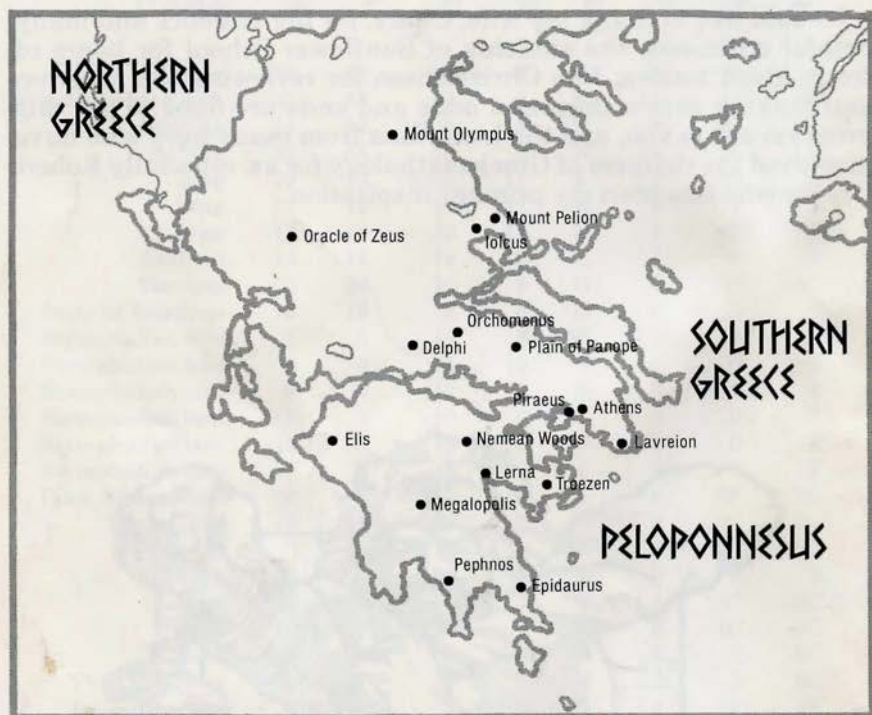 NORTHERN
GREECE
Mount Olympus
Mount Pelion
Iolcus
Oracle of Zeus
Orchomenus
Delphi
Plain of Panope
SOUTHERN
GREECE
Piraeus
Athens
Elis
Nemean Woods
Lavreion
Lerna
Troezen
Megalopolis
PELOPONNESUS
Pephnos
Epidaurus